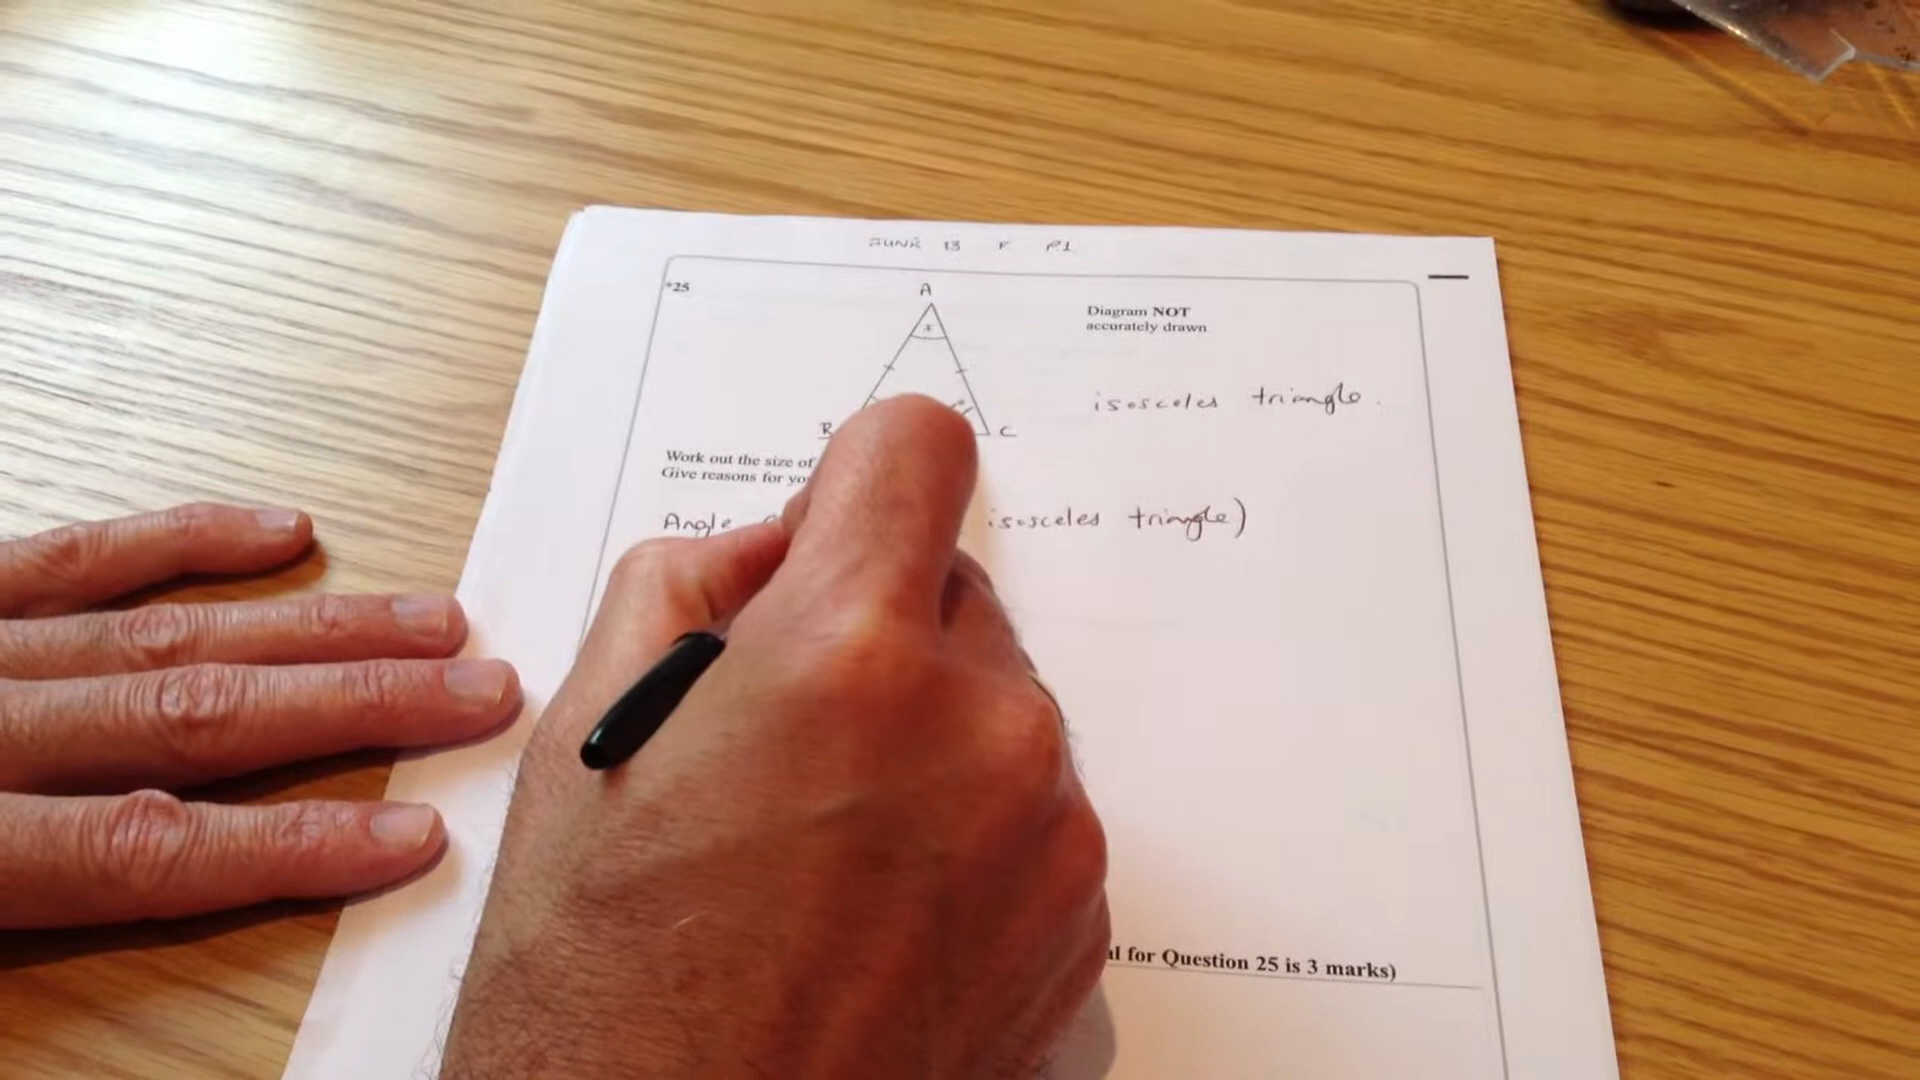 JUNE 13 F P1
*25
A
Diagram NOT
accurately drawn
x
isosceles triangle.
B
C
Work out the size of
Give reasons for yo
Angle
isosceles triangle)
al for Question 25 is 3 marks)